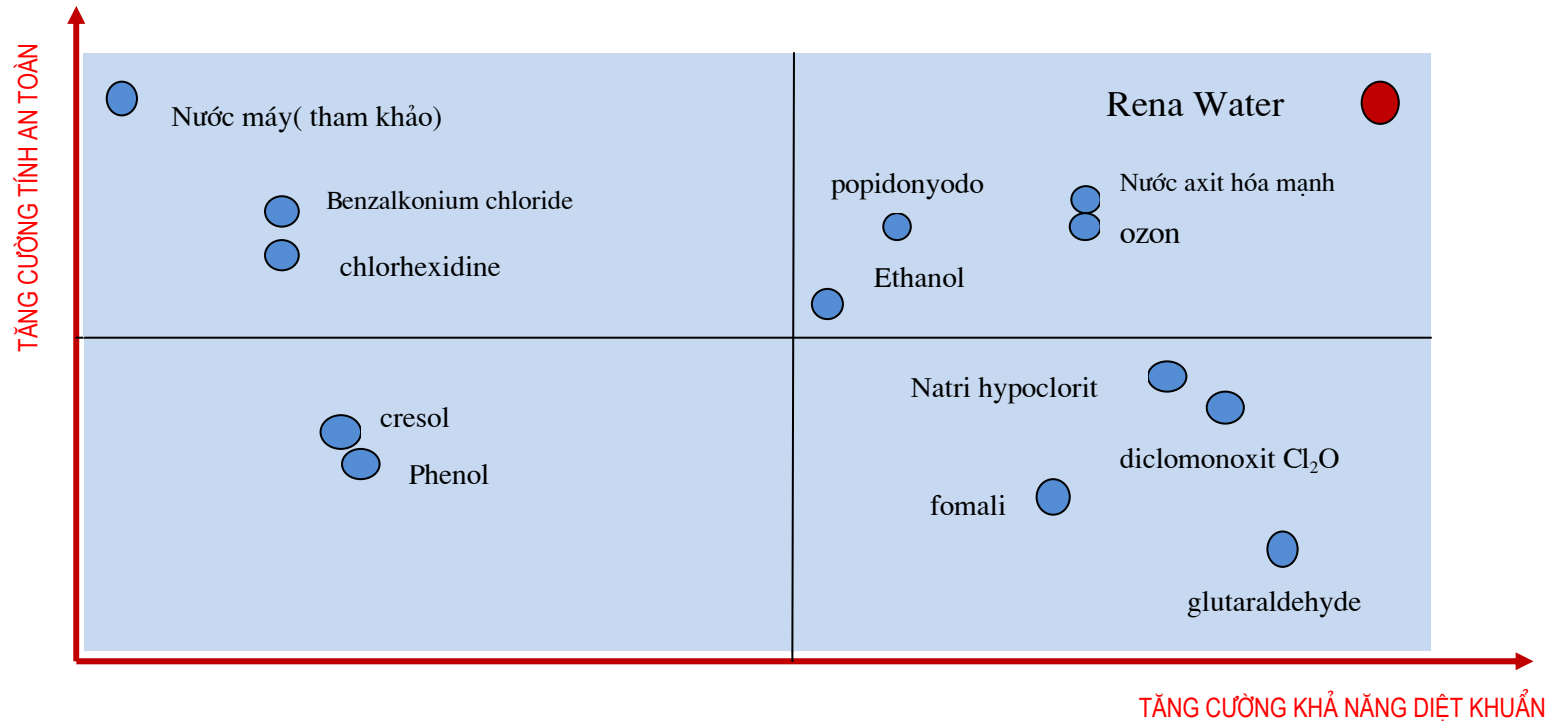 TĂNG CƯỜNG TÍNH AN TOÀN
Nước máy( tham khảo)
Rena Water
Benzalkonium chloride
popidonyodo
Nước axit hóa mạnh
chlorhexidine
ozon
Ethanol
Natri hypoclorit
cresol
diclomonoxit Cl₂O
Phenol
fomali
glutaraldehyde
TĂNG CƯỜNG KHẢ NĂNG DIỆT KHUẨN